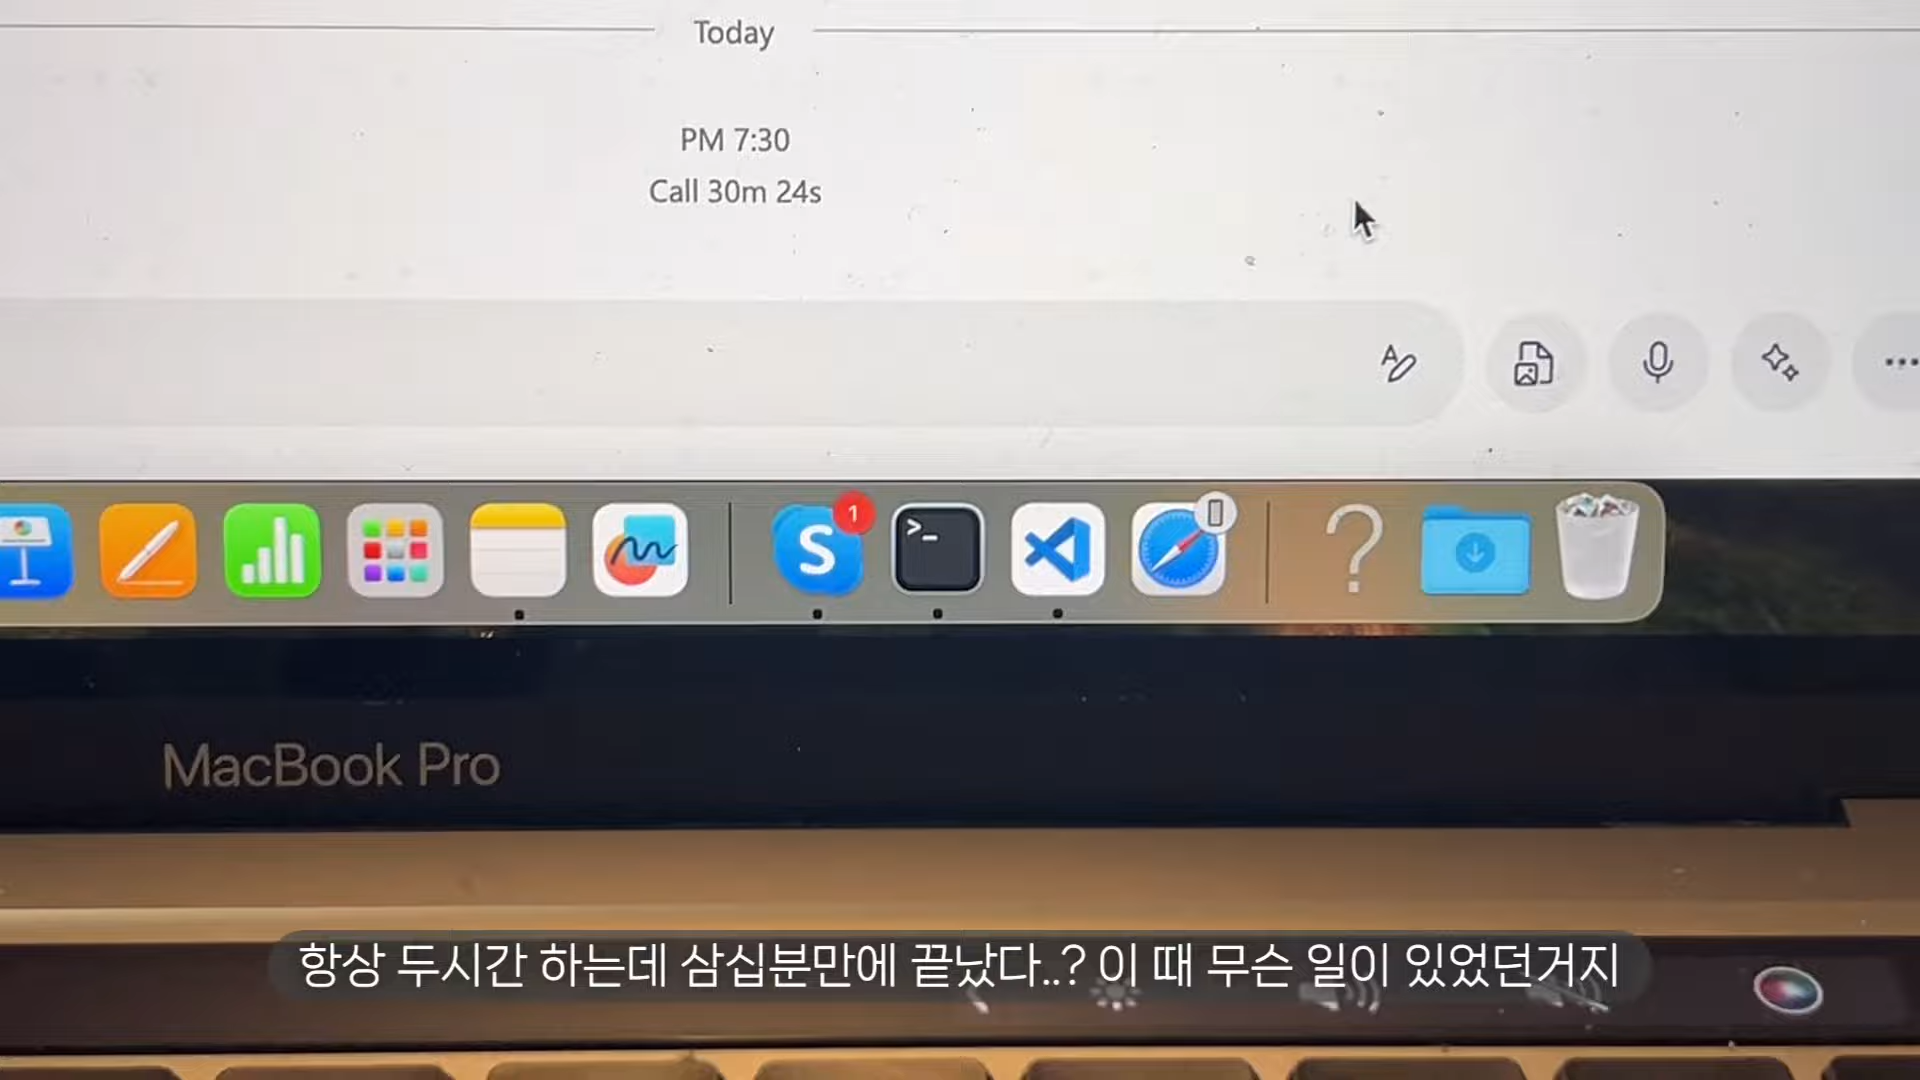 Today
PM 7:30
Call 30m 24s
1
MacBook Pro
항상 두시간 하는데 삼십분만에 끝났다..? 이 때 무슨 일이 있었던거지